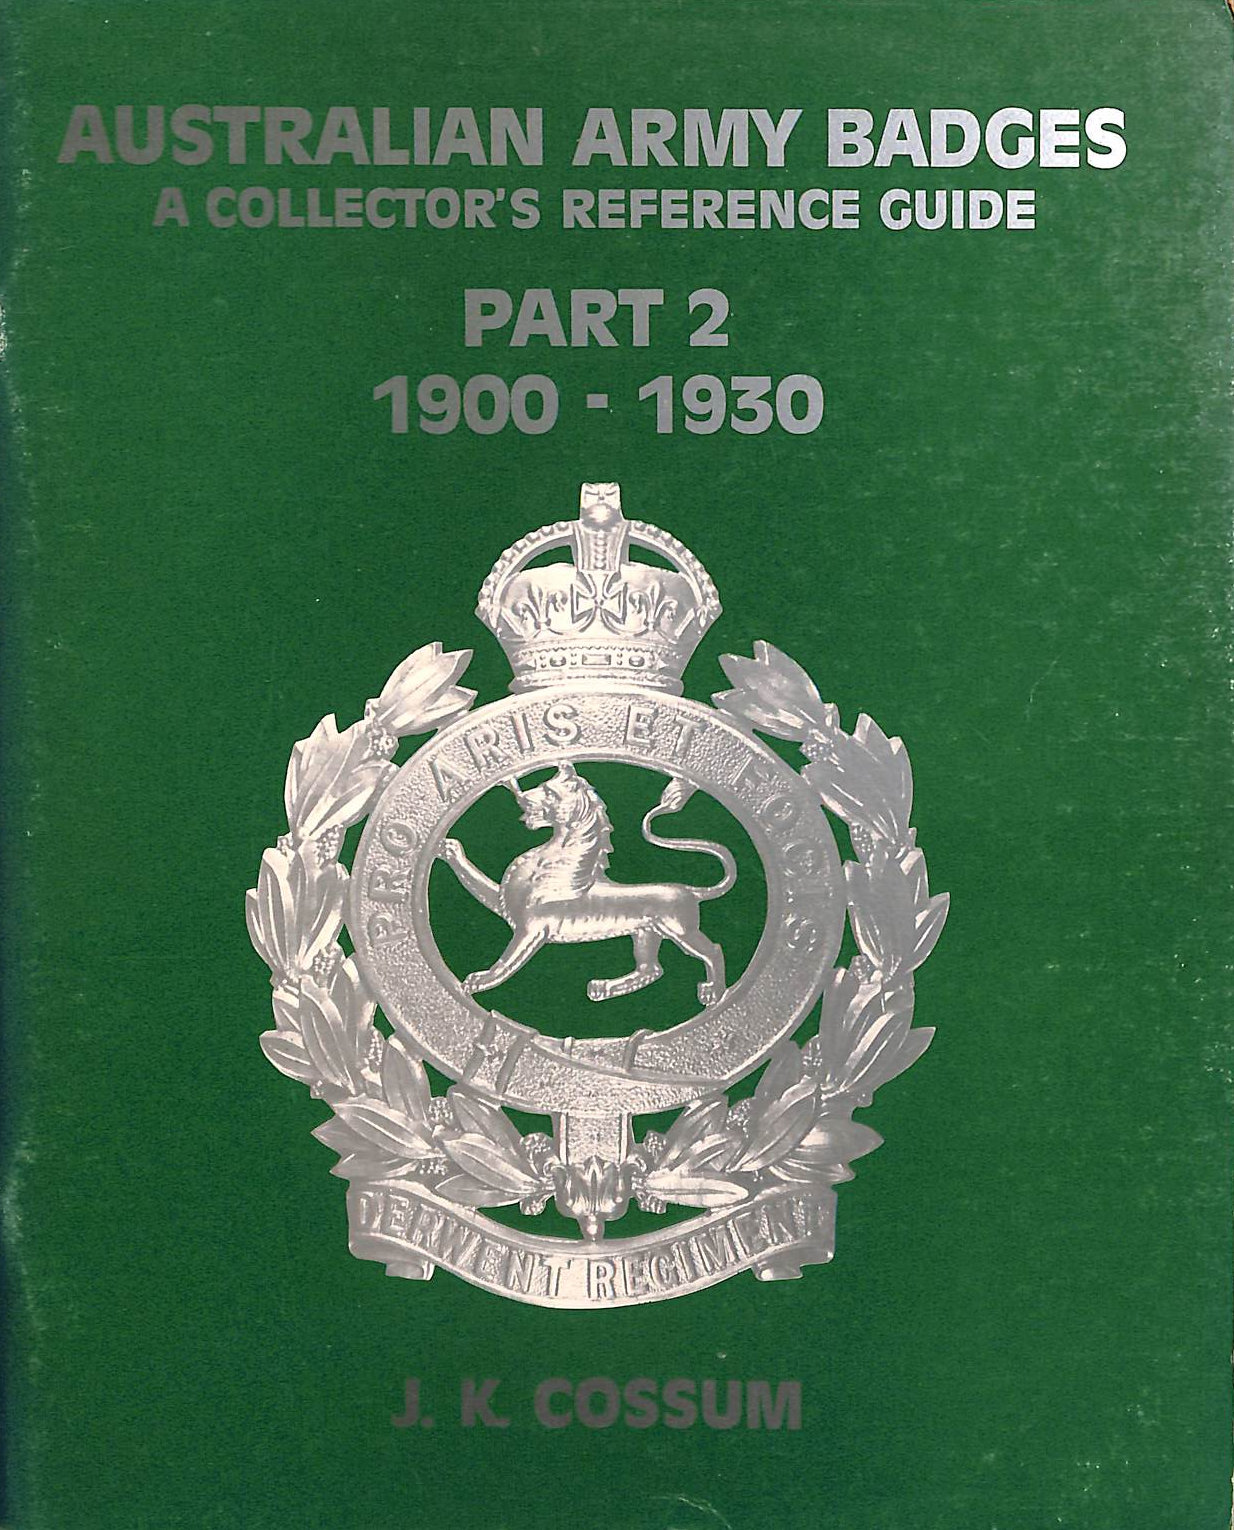 AUSTRALIAN ARMY BADGES
A COLLECTOR'S REFERENCE GUIDE
PART 2
1900 - 1930
PRO ARIS ET FOCIS
DERWENT REGIMENT
J. K. COSSUM